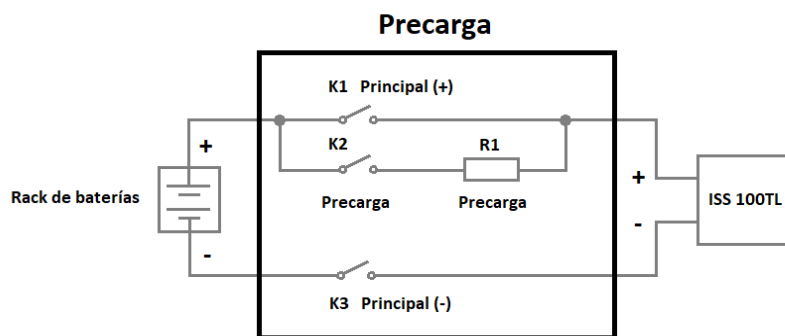 Precarga
K1 Principal (+)
K2
R1
+
Rack de baterías
Precarga
Precarga
+
ISS 100TL
-
-
K3 Principal (-)